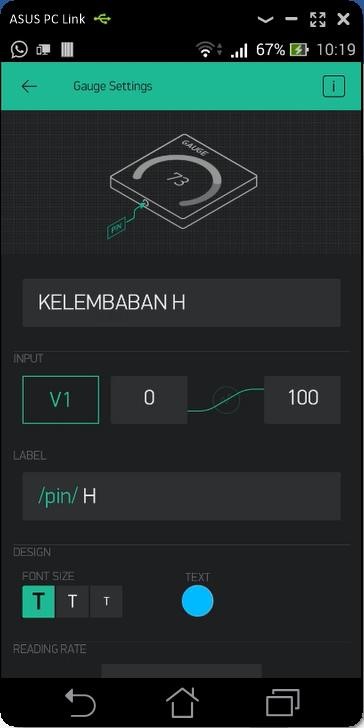 ASUS PC Link
67% 10:19
Gauge Settings i
GAUGE
73
PIN
KELEMBABAN H
INPUT
V1 0 100
LABEL
/pin/ H
DESIGN
FONT SIZE TEXT
T T T
READING RATE